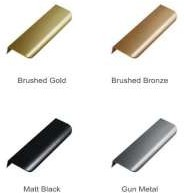 Brushed Gold
Brushed Bronze
Matt Black
Gun Metal